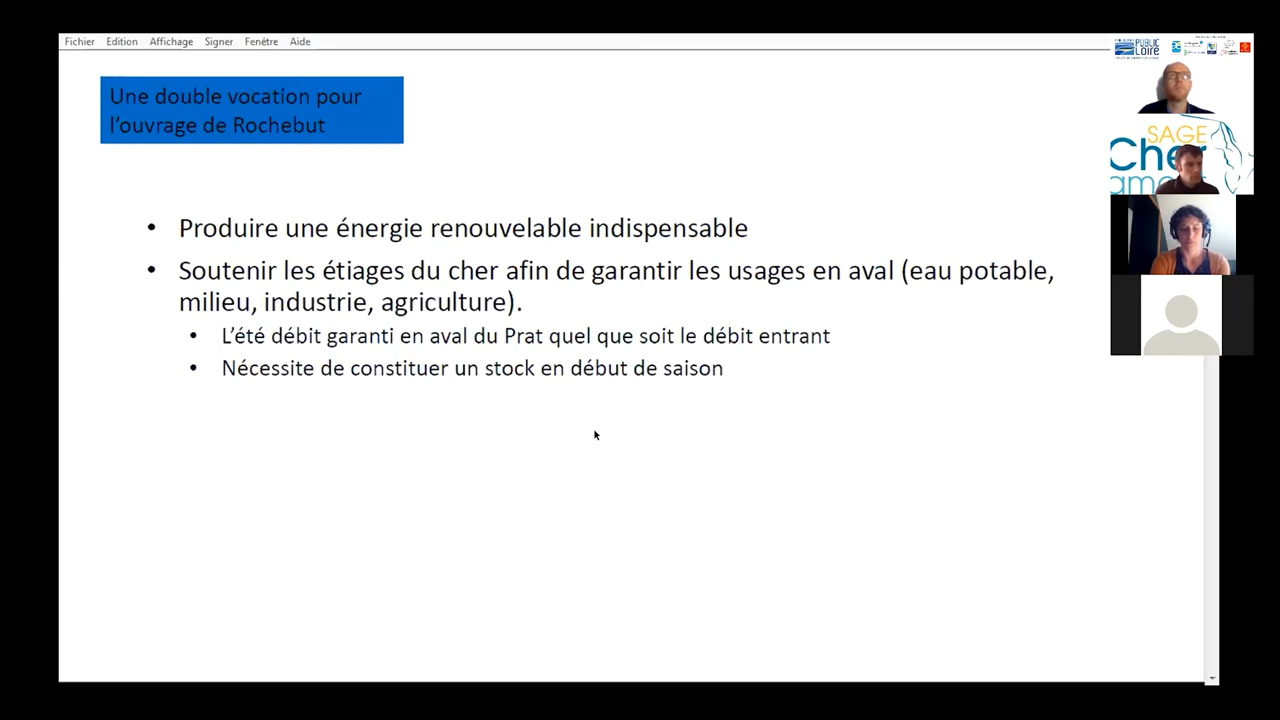 Fichier Edition Affichage Signer Fenêtre Aide
PUBLIC
LOIRE
Une double vocation pour
l'ouvrage de Rochebut
SAGE
Cher
amont
• Produire une énergie renouvelable indispensable
• Soutenir les étiages du cher afin de garantir les usages en aval (eau potable,
milieu, industrie, agriculture).
• L'été débit garanti en aval du Prat quel que soit le débit entrant
• Nécessite de constituer un stock en début de saison